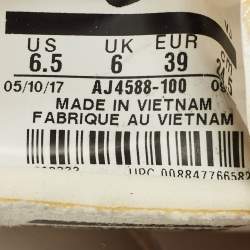 US UK EUR
6.5 6 39
05/10/17 AJ4588-100
MADE IN VIETNAM
FABRIQUE AU VIETNAM
UPC 00884776658